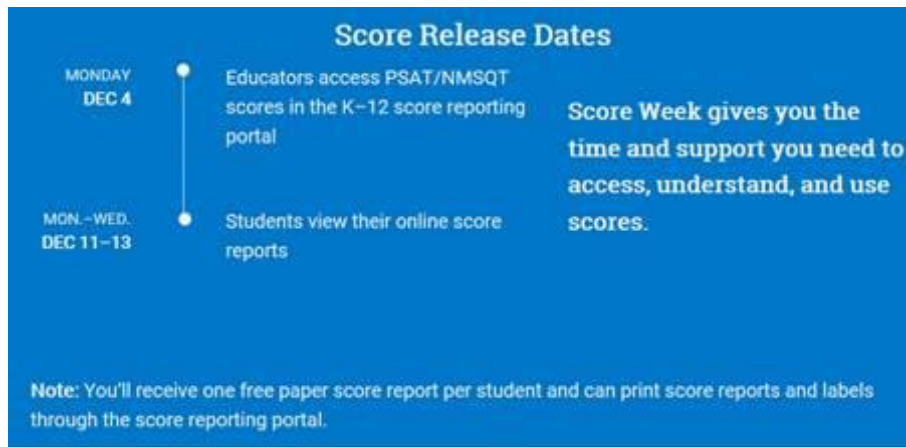 Score Release Dates
MONDAY
DEC 4
Educators access PSAT/NMSQT
scores in the K–12 score reporting
portal
MON.–WED.
DEC 11–13
Students view their online score
reports
Score Week gives you the
time and support you need to
access, understand, and use
scores.
Note: You'll receive one free paper score report per student and can print score reports and labels
through the score reporting portal.